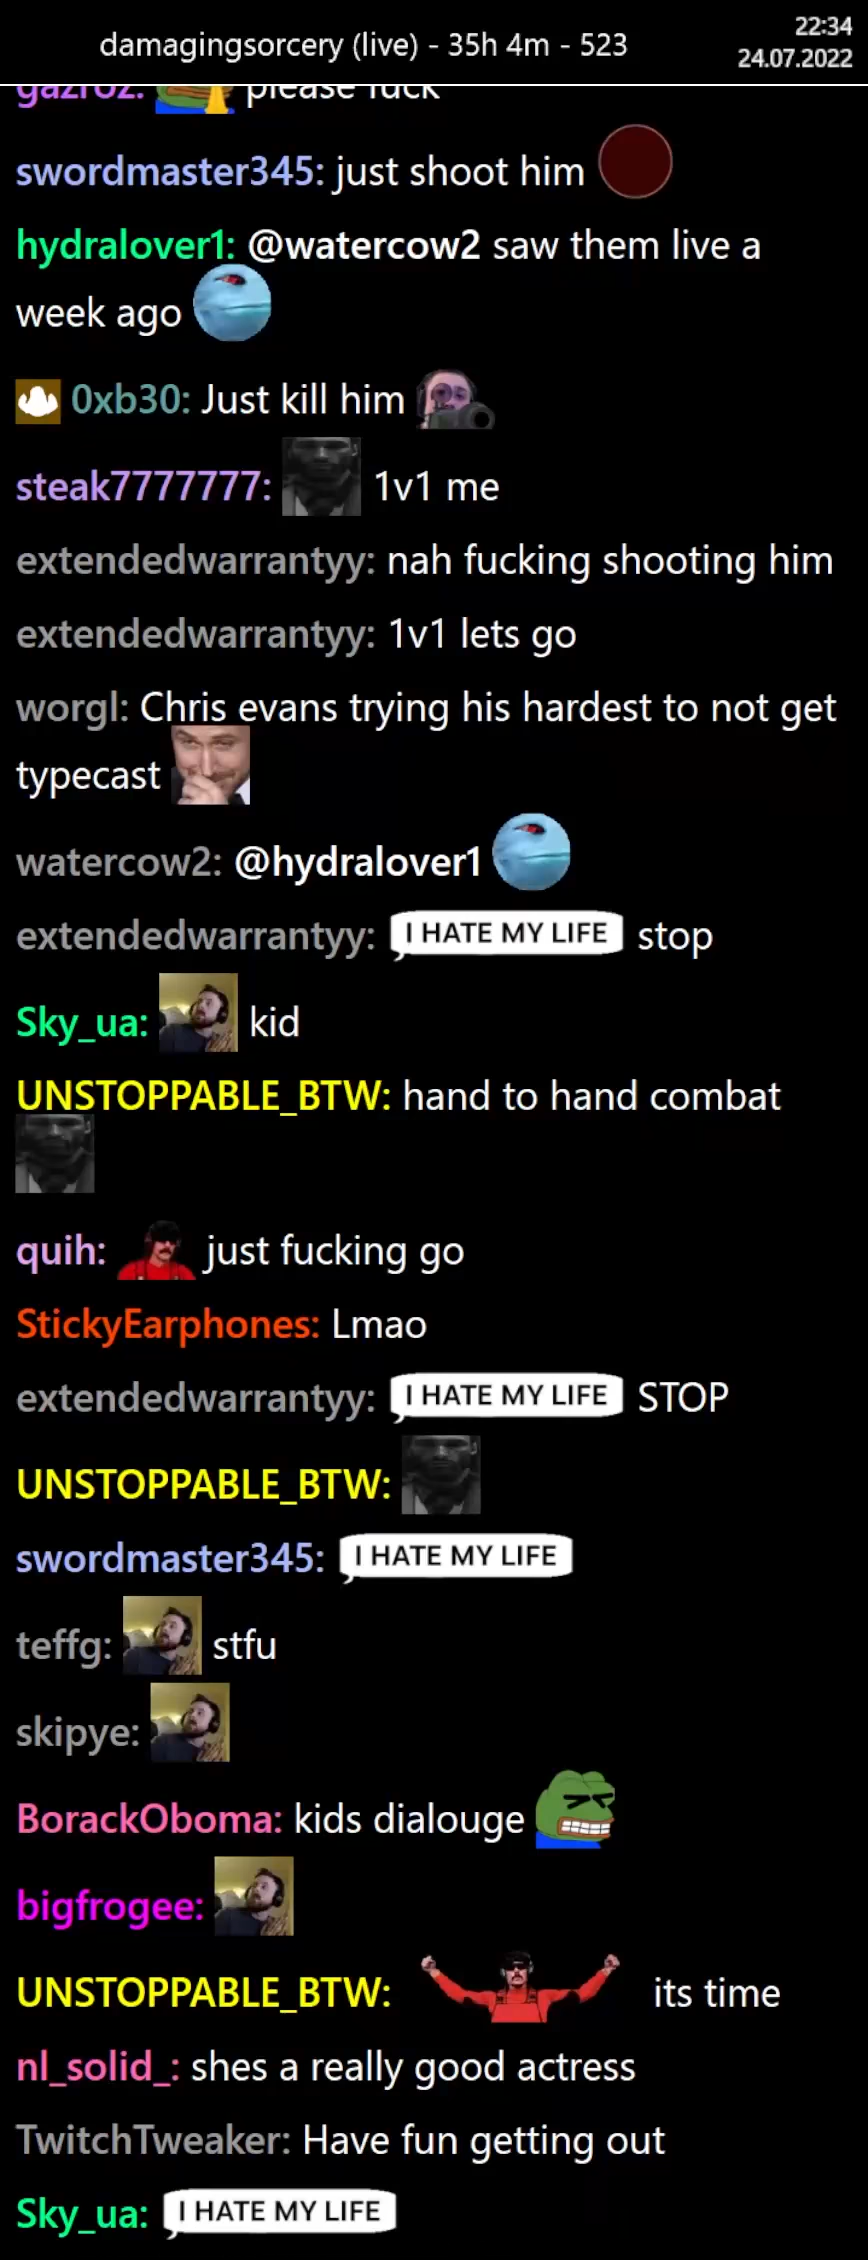 damagingsorcery (live) - 35h 4m - 523
22:34
24.07.2022
gazroz: please fuck
swordmaster345: just shoot him
hydralover1: @watercow2 saw them live a
week ago
0xb30: Just kill him
steak7777777: 1v1 me
extendedwarrantyy: nah fucking shooting him
extendedwarrantyy: 1v1 lets go
worgl: Chris evans trying his hardest to not get
typecast
watercow2: @hydralover1
extendedwarrantyy: I HATE MY LIFE stop
Sky_ua: kid
UNSTOPPABLE_BTW: hand to hand combat
quih: just fucking go
StickyEarphones: Lmao
extendedwarrantyy: I HATE MY LIFE STOP
UNSTOPPABLE_BTW:
swordmaster345: I HATE MY LIFE
teffg: stfu
skipye:
BorackOboma: kids dialouge
bigfrogee:
UNSTOPPABLE_BTW: its time
nl_solid_: shes a really good actress
TwitchTweaker: Have fun getting out
Sky_ua: I HATE MY LIFE